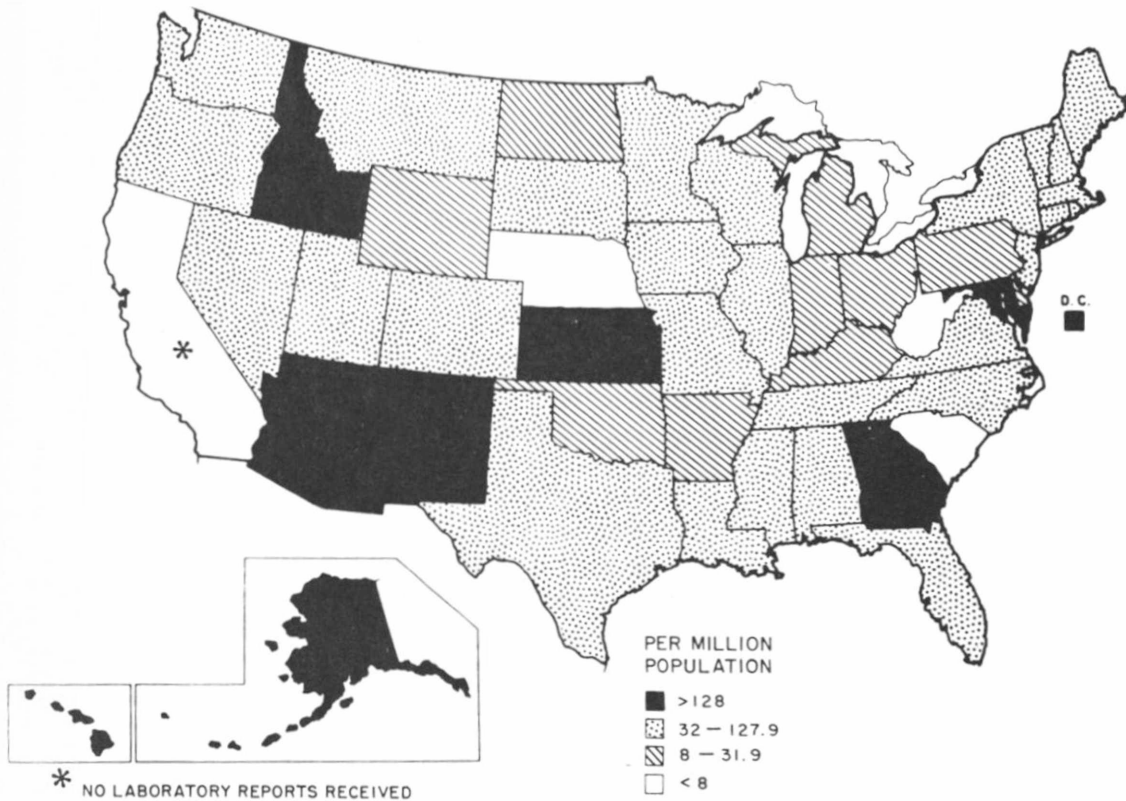 D. C.
*
PER MILLION
POPULATION
>128
32 — 127.9
8 — 31.9
< 8
* NO LABORATORY REPORTS RECEIVED